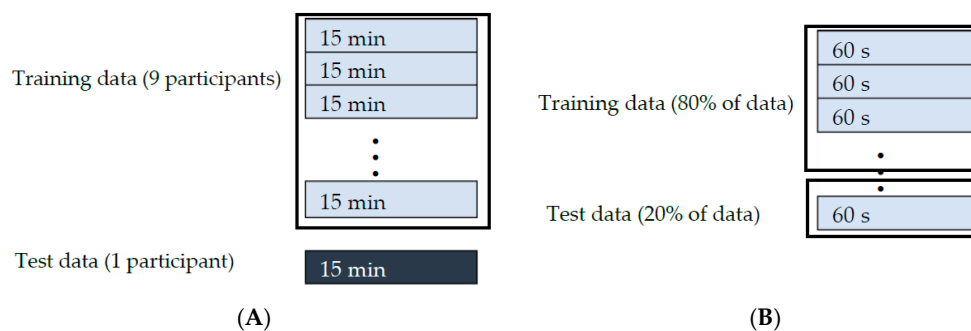 15 min
Training data (9 participants)
15 min
15 min
15 min
Test data (1 participant)
15 min
(A)
60 s
Training data (80% of data)
60 s
60 s
Test data (20% of data)
60 s
(B)